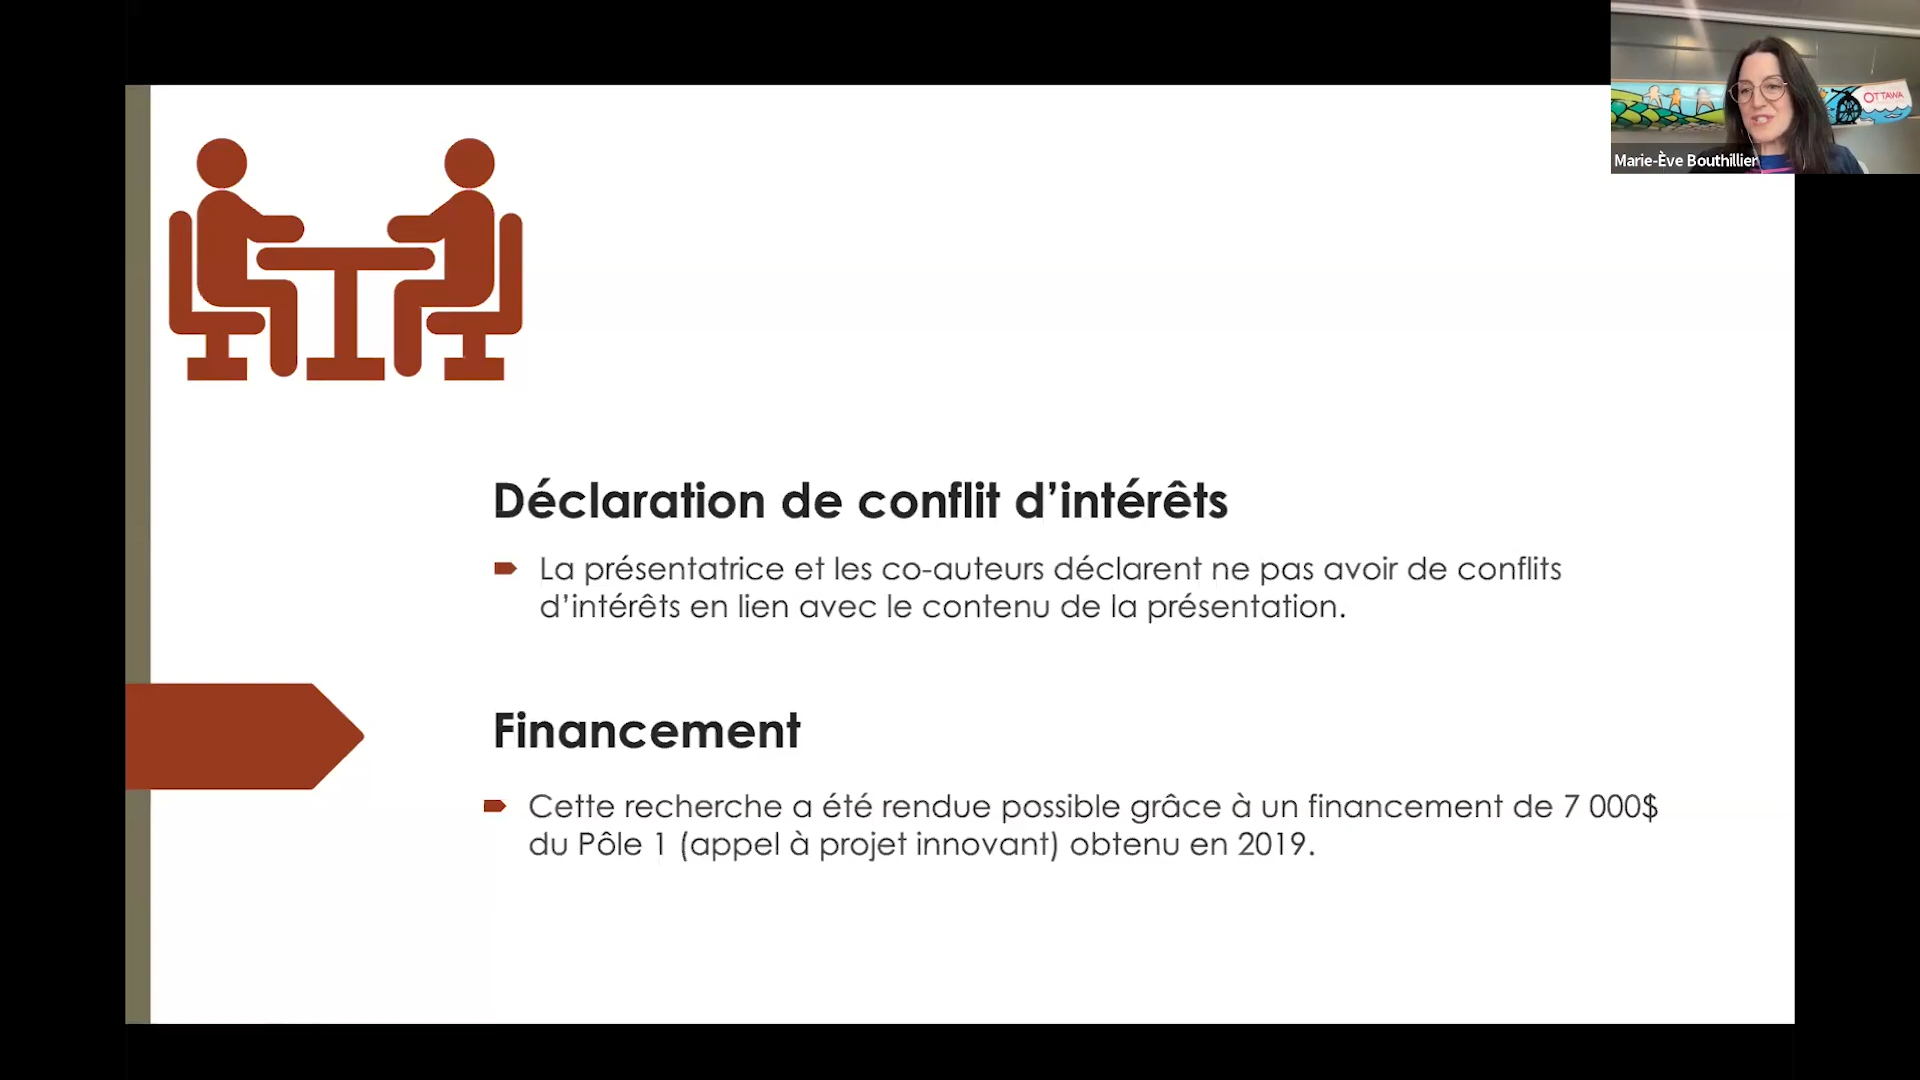 OTTAWA
Marie-Ève Bouthillier
Déclaration de conflit d’intérêts
La présentatrice et les co-auteurs déclarent ne pas avoir de conflits
d’intérêts en lien avec le contenu de la présentation.
Financement
Cette recherche a été rendue possible grâce à un financement de 7 000$
du Pôle 1 (appel à projet innovant) obtenu en 2019.